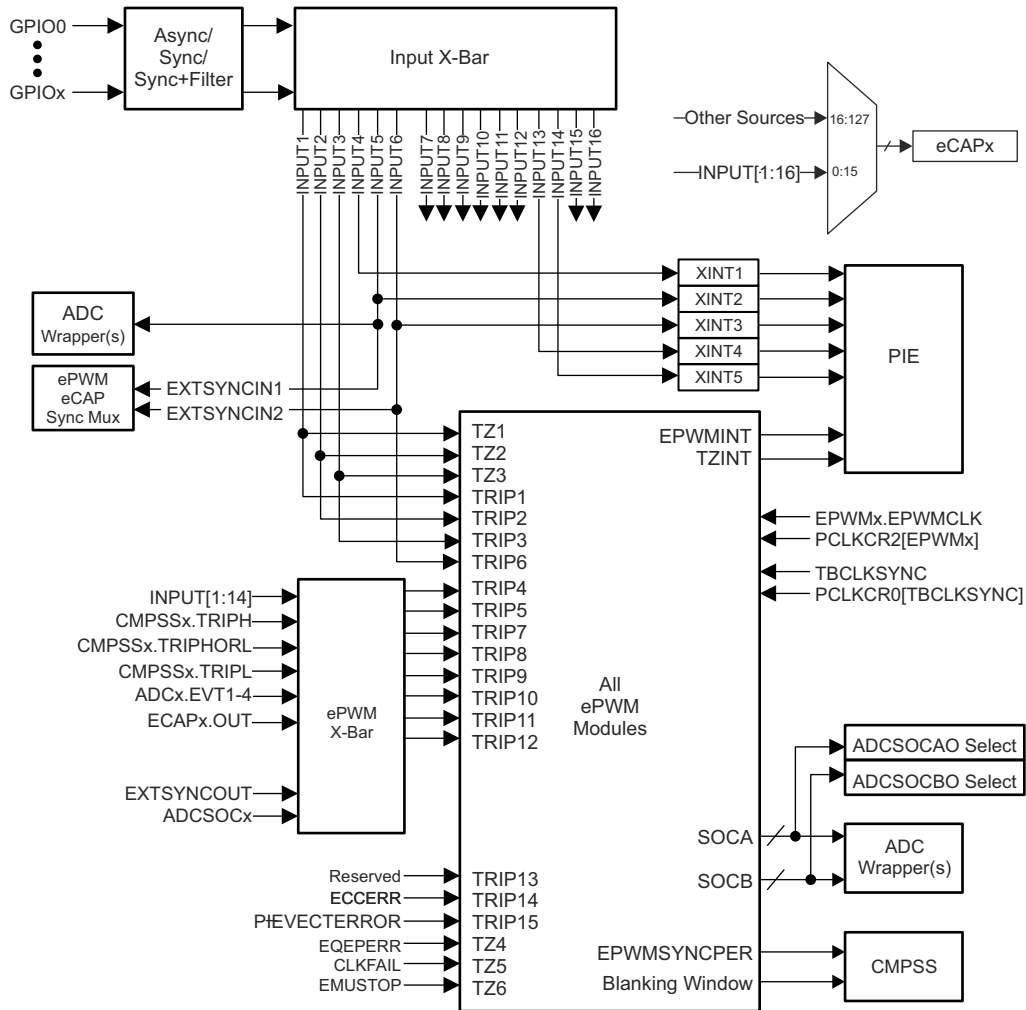 GPIO0
GPIOx
Async/
Sync/
Sync+Filter
Input X-Bar
INPUT1
INPUT2
INPUT3
INPUT4
INPUT5
INPUT6
INPUT7
INPUT8
INPUT9
INPUT10
INPUT11
INPUT12
INPUT13
INPUT14
INPUT15
INPUT16
Other Sources
16:127
INPUT[1:16]
0:15
eCAPx
XINT1
XINT2
XINT3
XINT4
XINT5
PIE
ADC
Wrapper(s)
ePWM
eCAP
Sync Mux
EXTSYNCIN1
EXTSYNCIN2
TZ1
TZ2
TZ3
TRIP1
TRIP2
TRIP3
TRIP6
TRIP4
TRIP5
TRIP7
TRIP8
TRIP9
TRIP10
TRIP11
TRIP12
EPWMINT
TZINT
EPWMx.EPWMCLK
PCLKCR2[EPWMx]
TBCLKSYNC
PCLKCR0[TBCLKSYNC]
INPUT[1:14]
CMPSSx.TRIPH
CMPSSx.TRIPHORL
CMPSSx.TRIPL
ADCx.EVT1-4
ECAPx.OUT
EXTSYNCOUT
ADCSOCx
ePWM
X-Bar
All
ePWM
Modules
ADCSOCAO Select
ADCSOCBO Select
SOCA
SOCB
ADC
Wrapper(s)
Reserved
ECCERR
PIEVECTERROR
EQEPERR
CLKFAIL
EMUSTOP
TRIP13
TRIP14
TRIP15
TZ4
TZ5
TZ6
EPWMSYNCPER
Blanking Window
CMPSS